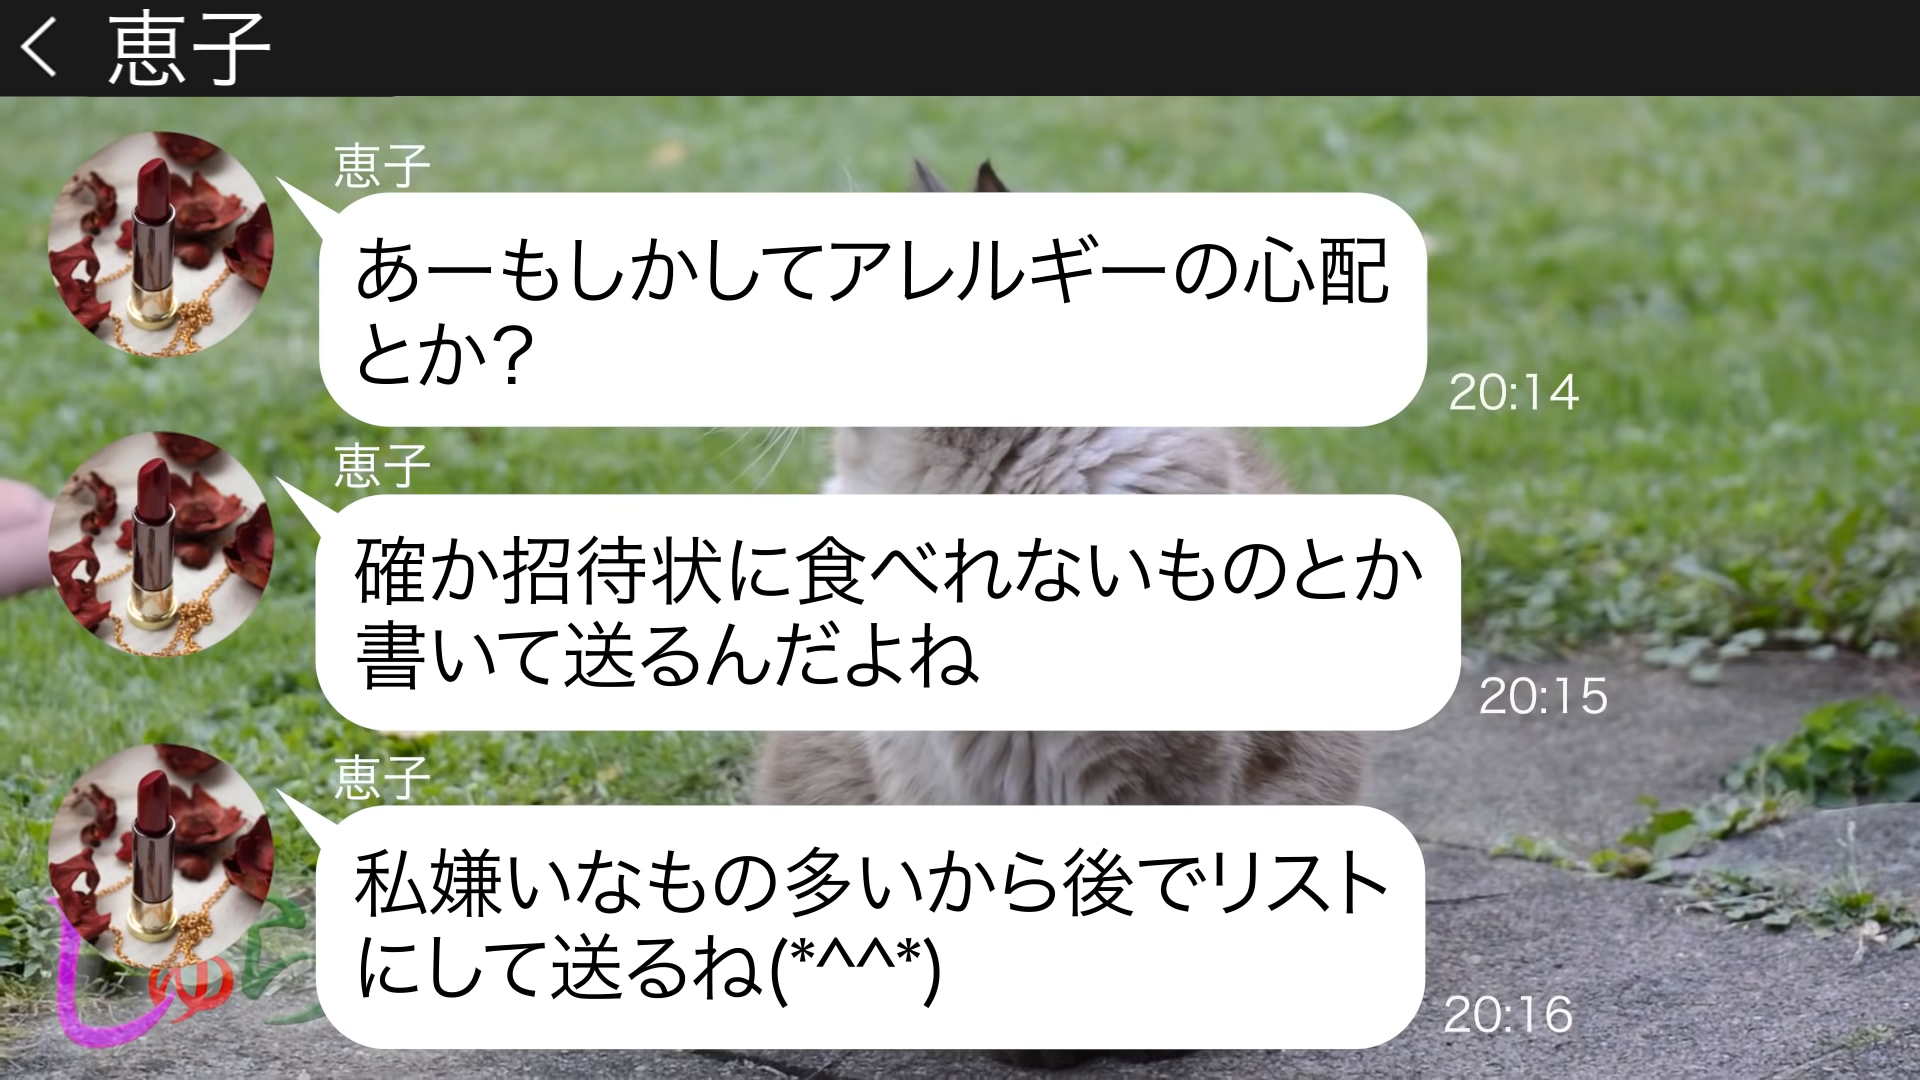 恵子
恵子
あーもしかしてアレルギーの心配
とか？
20:14
恵子
確か招待状に食べれないものとか
書いて送るんだよね
20:15
恵子
私嫌いなもの多いから後でリスト
にして送るね(*^^*)
20:16
しゅら